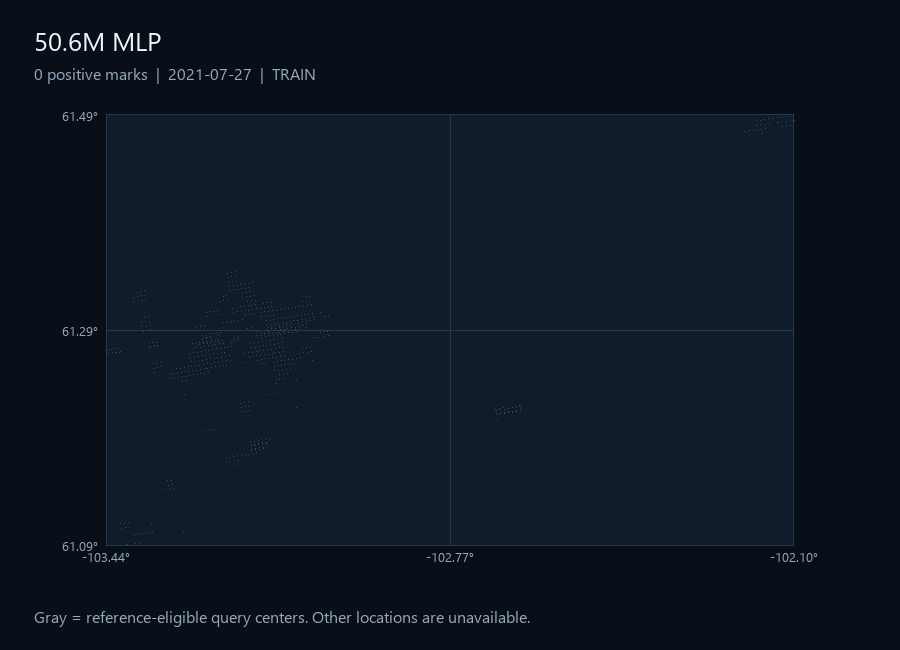 50.6M MLP
0 positive marks | 2021-07-27 | TRAIN
61.49°
61.29°
61.09°
-103.44°
-102.77°
-102.10°
Gray = reference-eligible query centers. Other locations are unavailable.